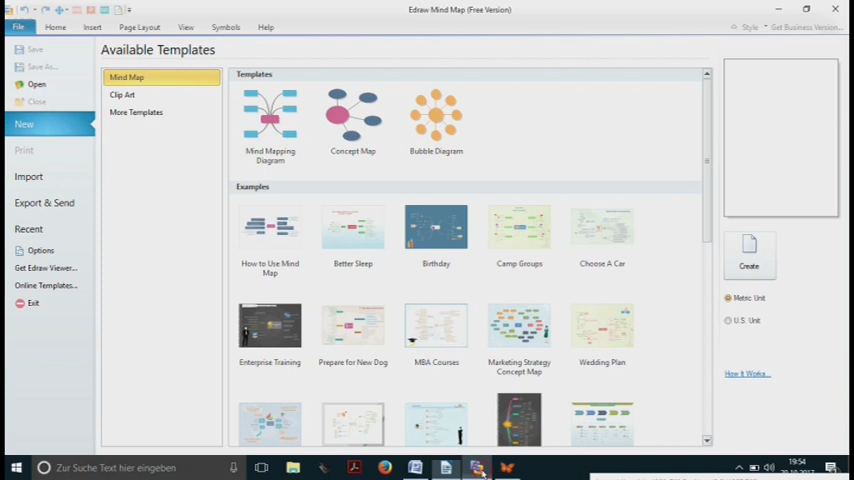 Edraw Mind Map (Free Version)
File Home Insert Page Layout View Symbols Help
Style Get Business Version...
Save
Save As...
Open
Close
New
Print
Import
Export & Send
Recent
Options
Get Edraw Viewer...
Online Templates...
Exit
Available Templates
Mind Map
Clip Art
More Templates
Templates
Mind Mapping Diagram
Concept Map
Bubble Diagram
Examples
How to Use Mind Map
Better Sleep
Birthday
Camp Groups
Choose A Car
Enterprise Training
Prepare for New Dog
MBA Courses
Marketing Strategy Concept Map
Wedding Plan
Create
Metric Unit
U.S. Unit
How It Works...
Zur Suche Text hier eingeben
19:54
20.10.2017